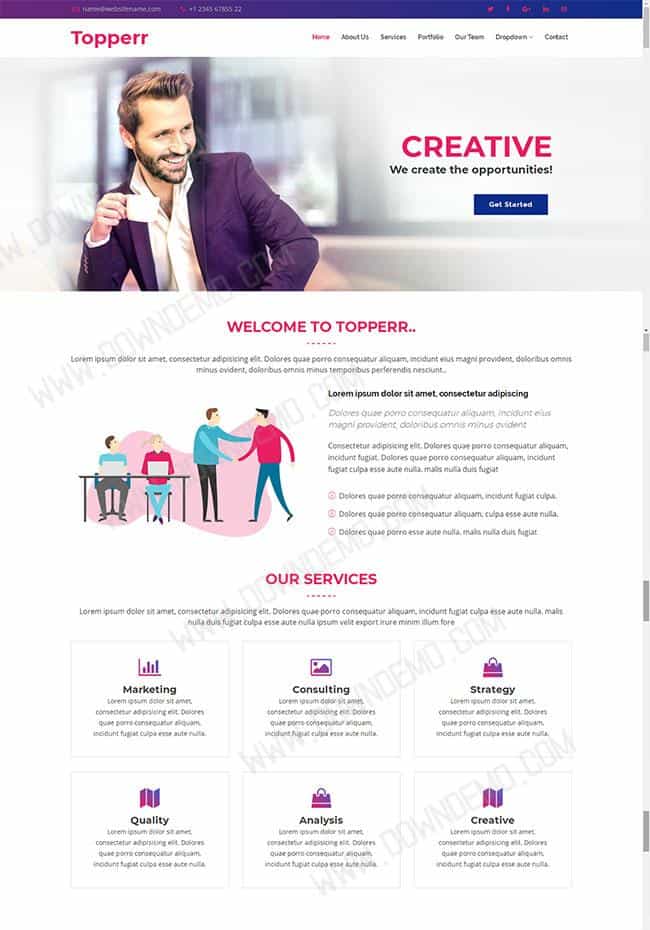 name@websitename.com +1 2345 67855 22
Topperr
Home About Us Services Portfolio Our Team Dropdown Contact
CREATIVE
We create the opportunities!
Get Started
WELCOME TO TOPPERR..
Lorem ipsum dolor sit amet, consectetur adipisicing elit. Dolores quae porro consequatur aliquam, incidunt eius magni provident, doloribus omnis
minus ovident, doloribus omnis minus temporibus perferendis nesciunt..
Lorem ipsum dolor sit amet, consectetur adipiscing
Dolores quae porro consequatur aliquam, incidunt eius
magni provident, doloribus omnis minus ovident
Consectetur adipisicing elit. Dolores quae porro consequatur aliquam,
incidunt fugiat. Dolores quae porro consequatur aliquam, incidunt fugiat
culpa esse aute nulla. malis nulla duis fugiat
Dolores quae porro consequatur aliquam, incidunt fugiat culpa.
Dolores quae porro consequatur aliquam, culpa esse aute nulla.
Dolores quae porro esse aute nulla. malis nulla duis fugiat
OUR SERVICES
Lorem ipsum dolor sit amet, consectetur adipisicing elit. Dolores quae porro consequatur aliquam, incidunt fugiat culpa esse aute nulla. malis
nulla duis fugiat culpa esse aute nulla ipsum velit export irure minim illum fore
Marketing
Lorem ipsum dolor sit amet,
consectetur adipisicing elit. Dolores
quae porro consequatur aliquam,
incidunt fugiat culpa esse aute nulla.
Consulting
Lorem ipsum dolor sit amet,
consectetur adipisicing elit. Dolores
quae porro consequatur aliquam,
incidunt fugiat culpa esse aute nulla.
Strategy
Lorem ipsum dolor sit amet,
consectetur adipisicing elit. Dolores
quae porro consequatur aliquam,
incidunt fugiat culpa esse aute nulla.
Quality
Lorem ipsum dolor sit amet,
consectetur adipisicing elit. Dolores
quae porro consequatur aliquam,
incidunt fugiat culpa esse aute nulla.
Analysis
Lorem ipsum dolor sit amet,
consectetur adipisicing elit. Dolores
quae porro consequatur aliquam,
incidunt fugiat culpa esse aute nulla.
Creative
Lorem ipsum dolor sit amet,
consectetur adipisicing elit. Dolores
quae porro consequatur aliquam,
incidunt fugiat culpa esse aute nulla.
WWW.DOWNDEMO.COM
WWW.DOWNDEMO.COM
WWW.DOWNDEMO.COM
WWW.DOWNDEMO.COM
WWW.DOWNDEMO.COM